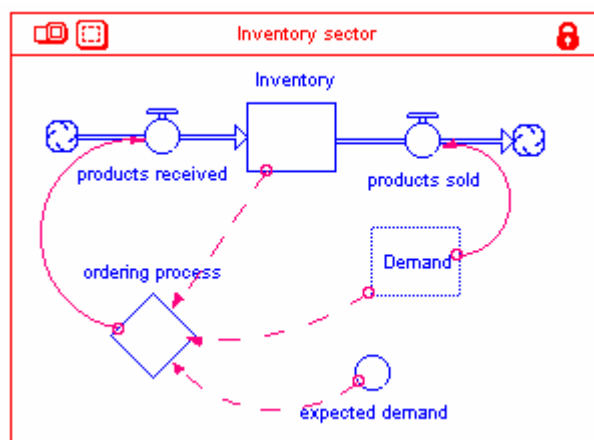 Inventory sector
Inventory
products received
products sold
Demand
ordering process
expected demand